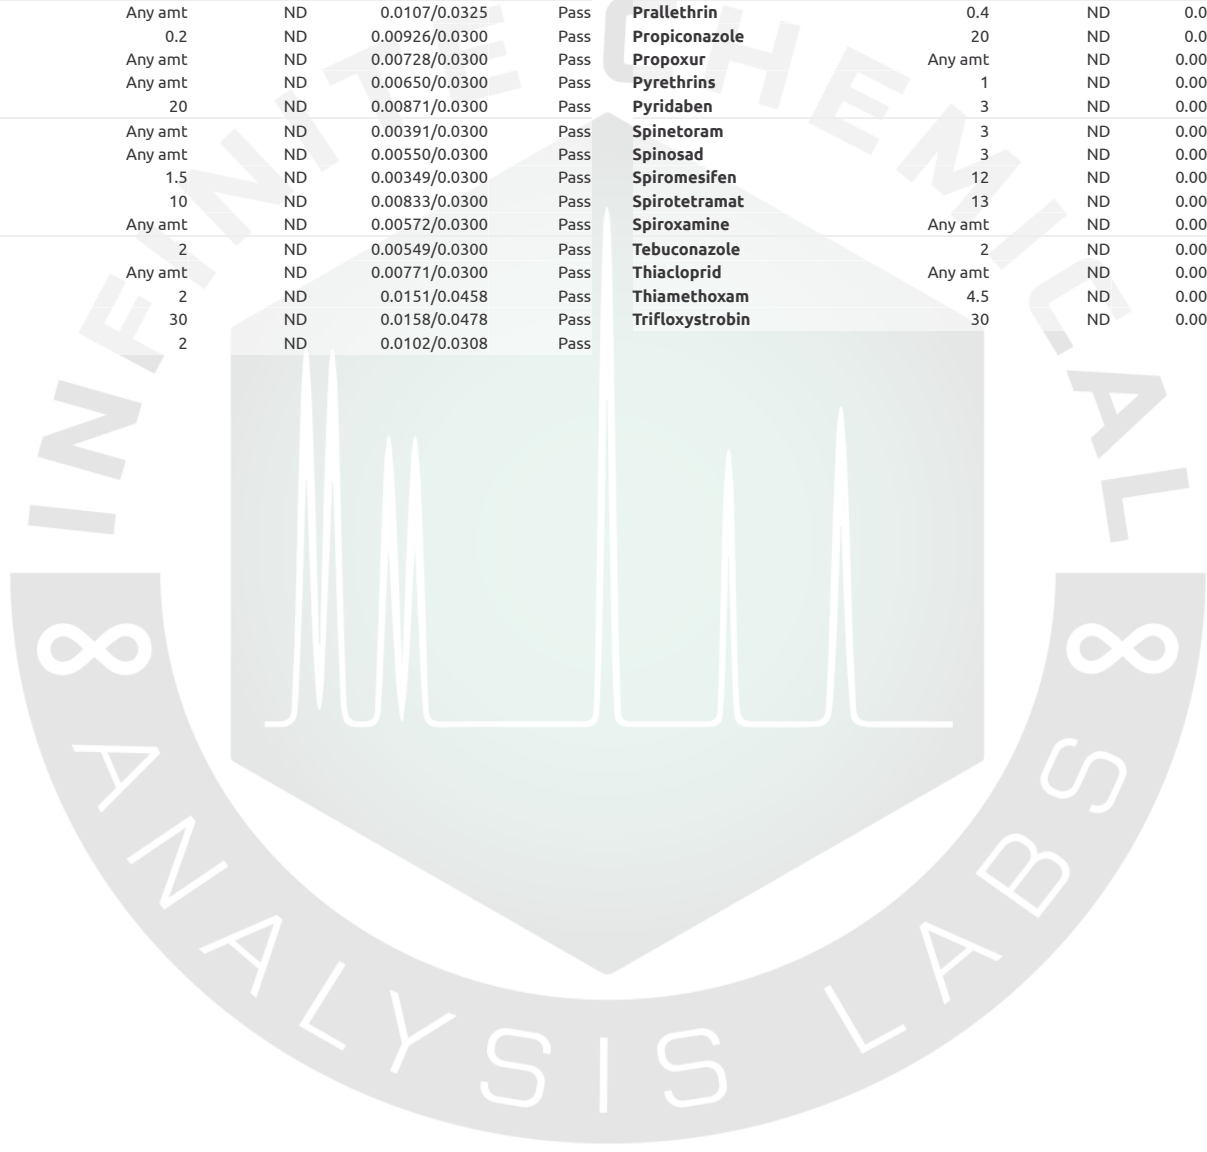 Any amt ND 0.0107/0.0325 Pass Prallethrin 0.4 ND 0.0
0.2 ND 0.00926/0.0300 Pass Propiconazole 20 ND 0.0
Any amt ND 0.00728/0.0300 Pass Propoxur Any amt ND 0.00
Any amt ND 0.00650/0.0300 Pass Pyrethrins 1 ND 0.00
20 ND 0.00871/0.0300 Pass Pyridaben 3 ND 0.00
Any amt ND 0.00391/0.0300 Pass Spinetoram 3 ND 0.00
Any amt ND 0.00550/0.0300 Pass Spinosad 3 ND 0.00
1.5 ND 0.00349/0.0300 Pass Spiromesifen 12 ND 0.00
10 ND 0.00833/0.0300 Pass Spirotetramat 13 ND 0.00
Any amt ND 0.00572/0.0300 Pass Spiroxamine Any amt ND 0.00
2 ND 0.00549/0.0300 Pass Tebuconazole 2 ND 0.00
Any amt ND 0.00771/0.0300 Pass Thiacloprid Any amt ND 0.00
2 ND 0.0151/0.0458 Pass Thiamethoxam 4.5 ND 0.00
30 ND 0.0158/0.0478 Pass Trifloxystrobin 30 ND 0.00
2 ND 0.0102/0.0308 Pass
INFINITE CHEMICAL
ANALYSIS LABS